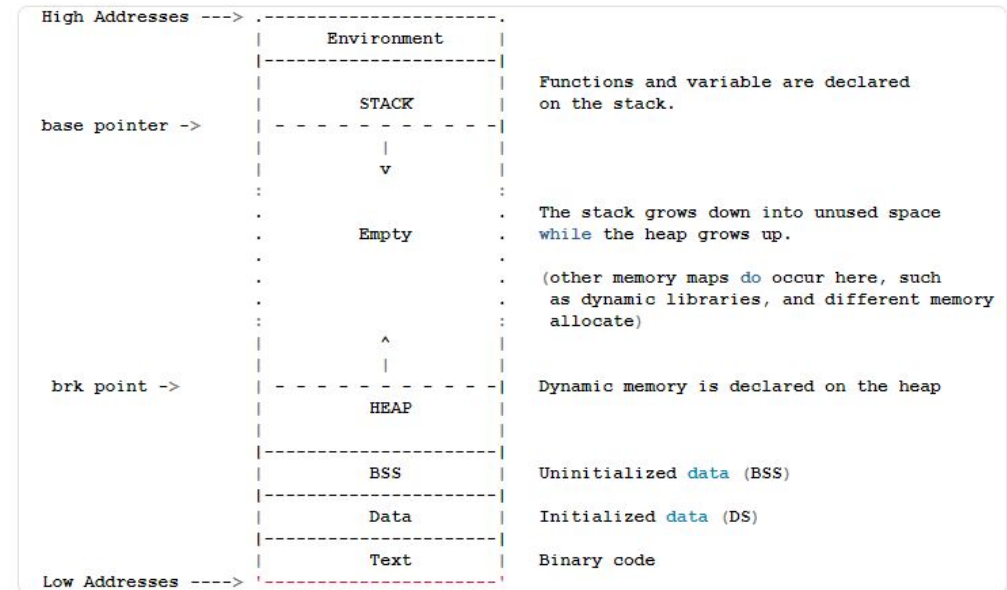 High Addresses ---> .----------------------.
|      Environment     |
|----------------------|
|                      |   Functions and variable are declared
|         STACK        |   on the stack.
base pointer ->     | - - - - - - - - - - -|
|           |          |
|           v          |
:                      :
.                      .   The stack grows down into unused space
.         Empty        .   while the heap grows up.
.                      .
.                      .   (other memory maps do occur here, such
.                      .    as dynamic libraries, and different memory
:                      :    allocate)
|           ^          |
|           |          |
brk point ->       | - - - - - - - - - - -|   Dynamic memory is declared on the heap
|          HEAP        |
|                      |
|----------------------|
|          BSS         |   Uninitialized data (BSS)
|----------------------|
|          Data        |   Initialized data (DS)
|----------------------|
|          Text        |   Binary code
Low Addresses ----> '----------------------'